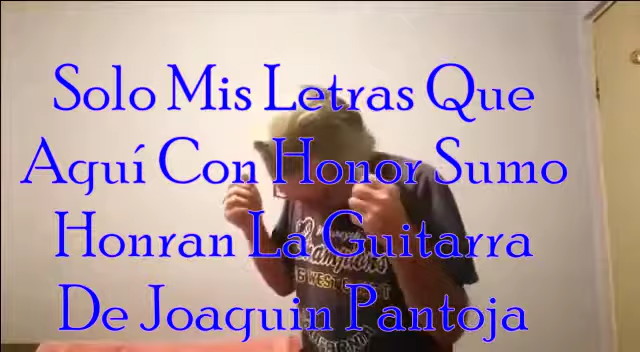 Solo Mis Letras Que
Aquí Con Honor Sumo
Honran La Guitarra
De Joaquin Pantoja